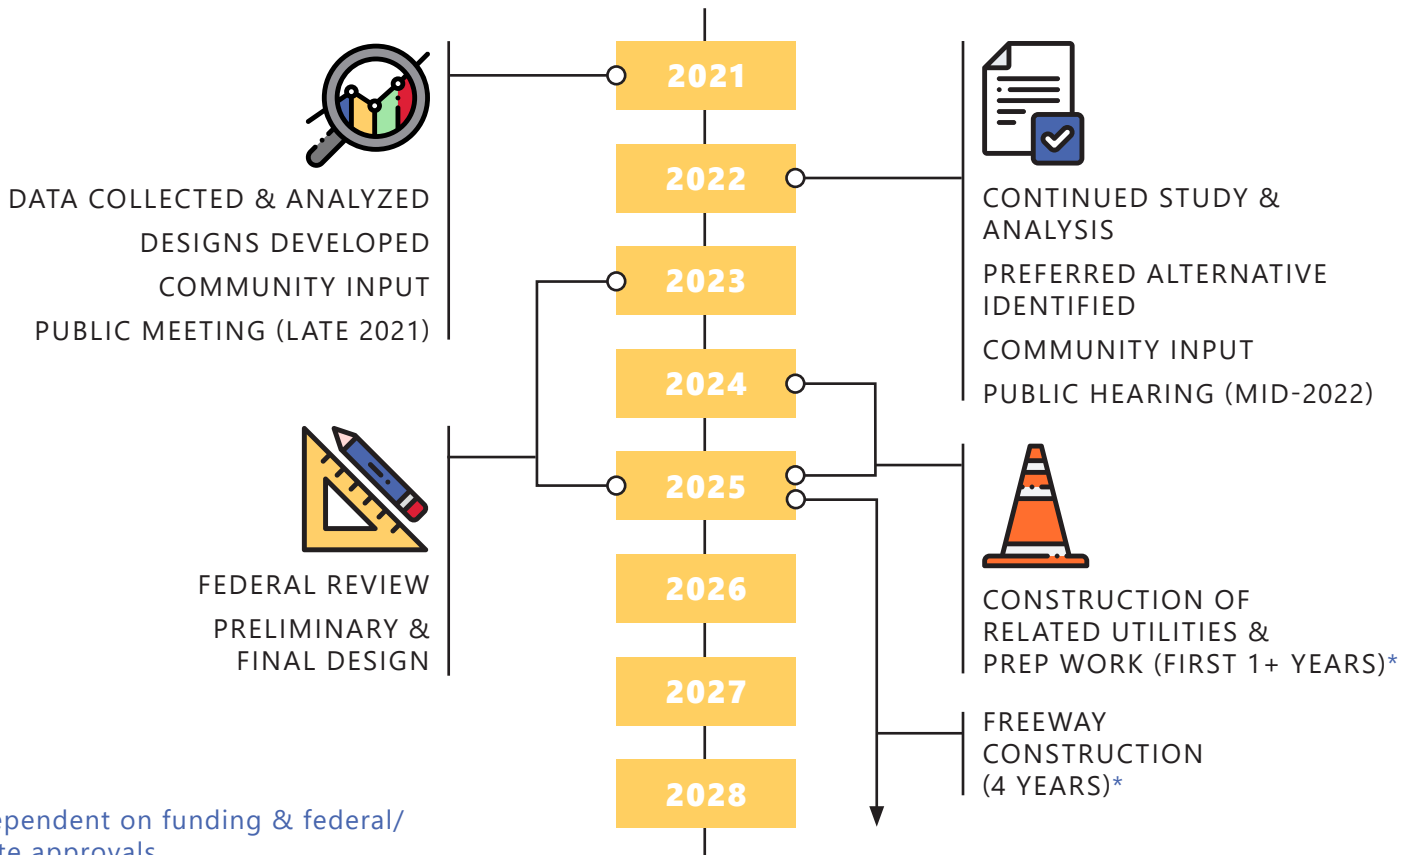 2021
DATA COLLECTED & ANALYZED
DESIGNS DEVELOPED
COMMUNITY INPUT
PUBLIC MEETING (LATE 2021)
2022
CONTINUED STUDY &
ANALYSIS
PREFERRED ALTERNATIVE
IDENTIFIED
COMMUNITY INPUT
PUBLIC HEARING (MID-2022)
2023
2024
2025
FEDERAL REVIEW
PRELIMINARY &
FINAL DESIGN
CONSTRUCTION OF
RELATED UTILITIES &
PREP WORK (FIRST 1+ YEARS)*
2026
2027
2028
FREEWAY
CONSTRUCTION
(4 YEARS)*
on funding & federal/
approvals